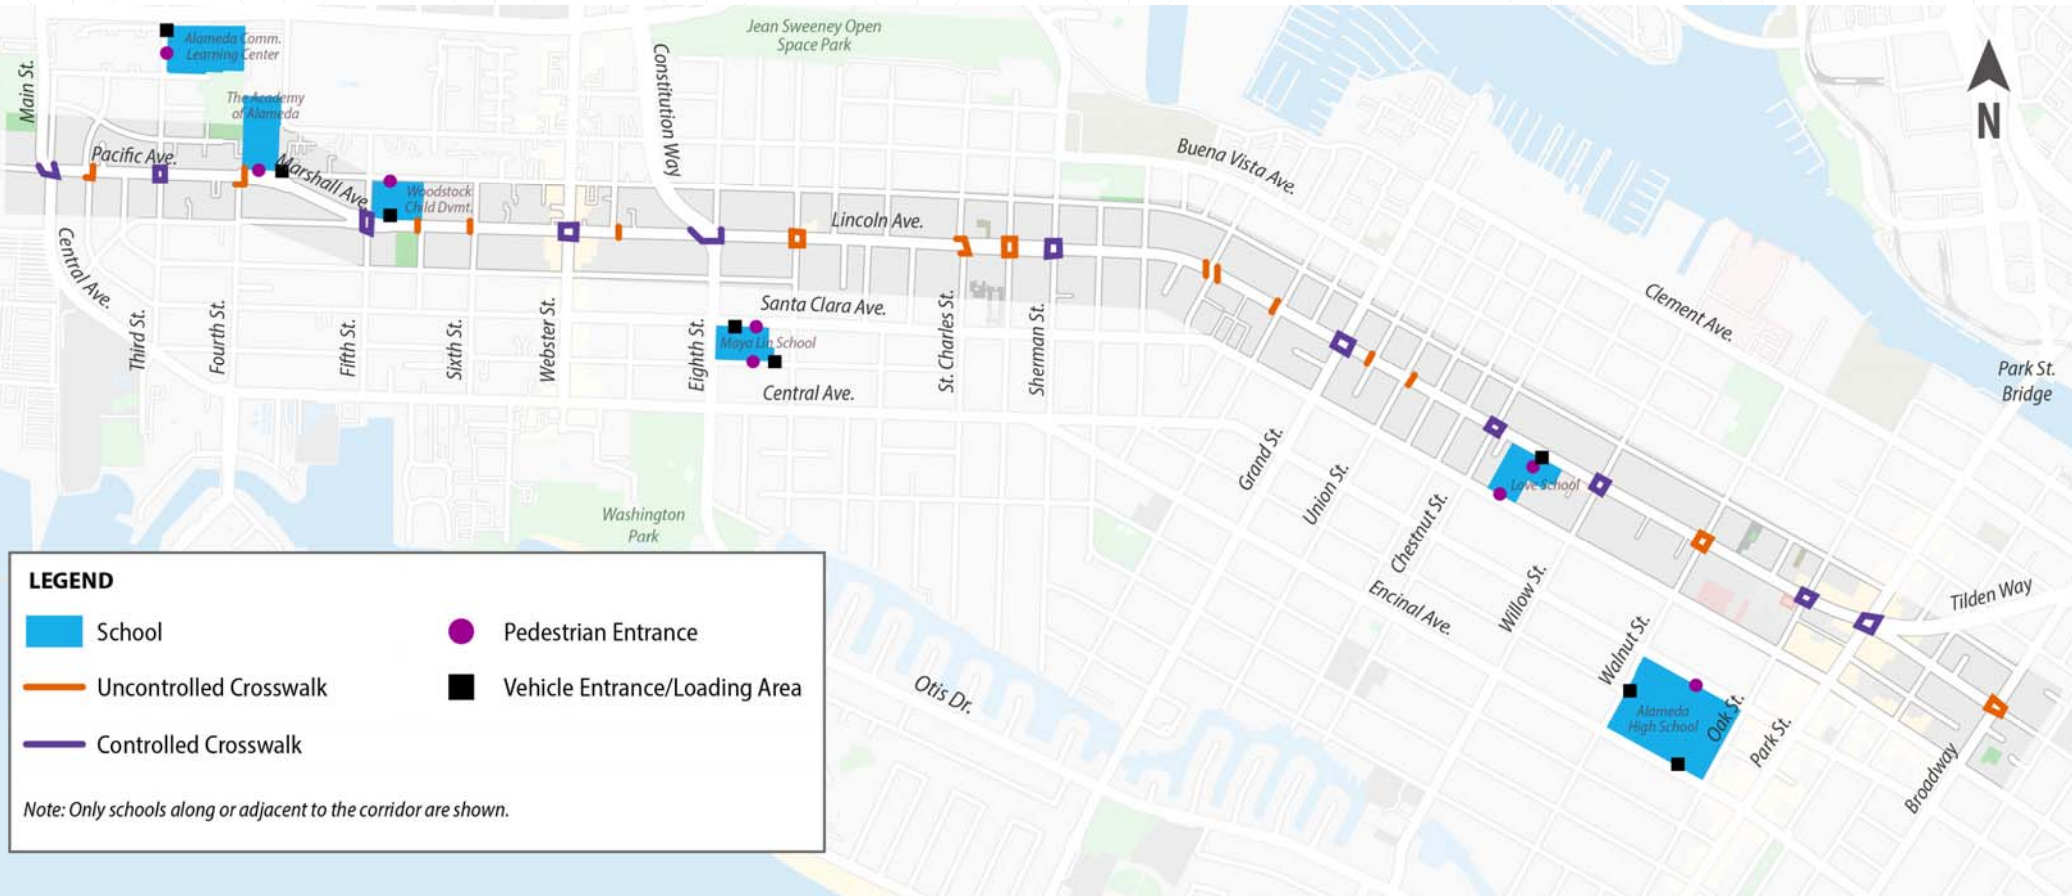 Alameda Comm.
Learning Center
The Academy
of Alameda
Main St.
Pacific Ave.
Marshall Ave.
Woodstock
Child Dvmt.
Constitution Way
Jean Sweeney Open
Space Park
Buena Vista Ave.
Lincoln Ave.
N
Central Ave.
Third St.
Fourth St.
Fifth St.
Sixth St.
Webster St.
Eighth St.
Santa Clara Ave.
Maya Lin School
Central Ave.
St. Charles St.
Sherman St.
Clement Ave.
Park St.
Bridge
Grand St.
Union St.
Chestnut St.
Love School
Washington
Park
Encinal Ave.
Willow St.
Walnut St.
Tilden Way
Otis Dr.
Alameda
High School
Oak St.
Park St.
Broadway
LEGEND
School
Pedestrian Entrance
Uncontrolled Crosswalk
Vehicle Entrance/Loading Area
Controlled Crosswalk
Note: Only schools along or adjacent to the corridor are shown.